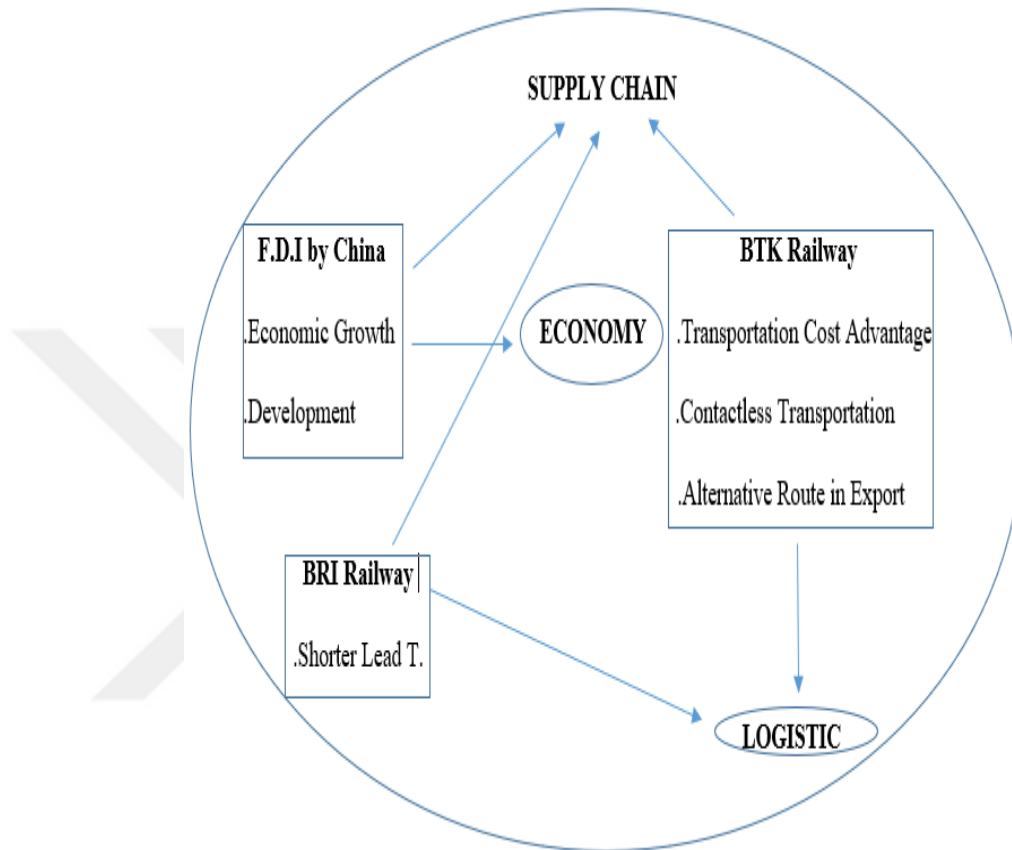 SUPPLY CHAIN
F.D.I by China
.Economic Growth
.Development
ECONOMY
BTK Railway
.Transportation Cost Advantage
.Contactless Transportation
.Alternative Route in Export
BRI Railway
.Shorter Lead T.
LOGISTIC